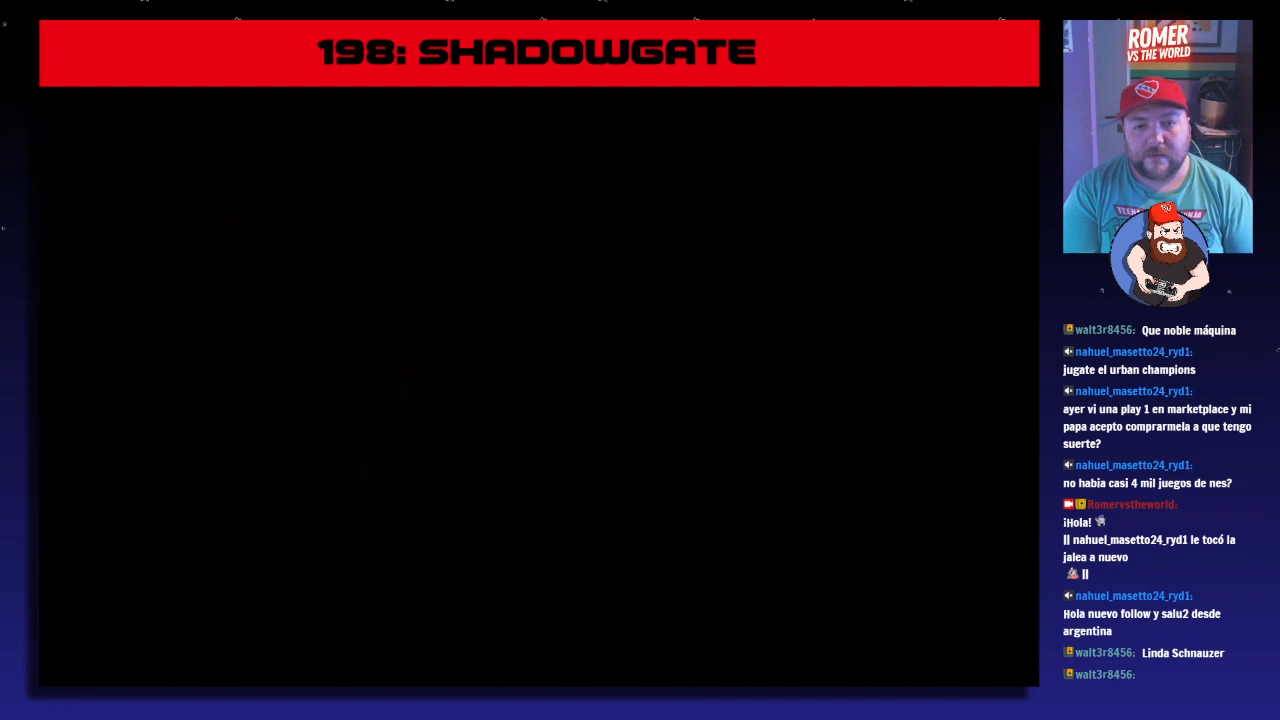 198: SHADOWGATE
ROMER
VS THE WORLD
walt3r8456: Que noble máquina
nahuel_masetto24_ryd1:
jugate el urban champions
nahuel_masetto24_ryd1:
ayer vi una play 1 en marketplace y mi
papa acepto comprarmela a que tengo
suerte?
nahuel_masetto24_ryd1:
no habia casi 4 mil juegos de nes?
Romervstheworld:
¡Hola!
|| nahuel_masetto24_ryd1 le tocó la
jalea a nuevo
||
nahuel_masetto24_ryd1:
Hola nuevo follow y salu2 desde
argentina
walt3r8456: Linda Schnauzer
walt3r8456: